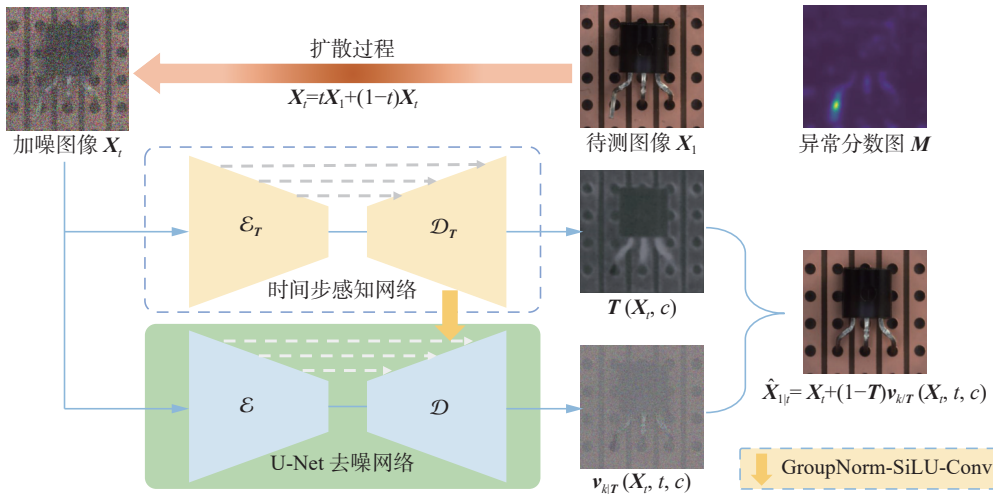 扩散过程
X_t=tX_1+(1−t)X_t
加噪图像 X_t
待测图像 X_1
异常分数图 M
ℰ_T
𝒟_T
时间步感知网络
T (X_t, c)
ℰ
𝒟
U-Net 去噪网络
v_{k|T} (X_t, t, c)
X̂_{1|t}= X_t+(1−T)v_{k/T} (X_t, t, c)
GroupNorm-SiLU-Conv